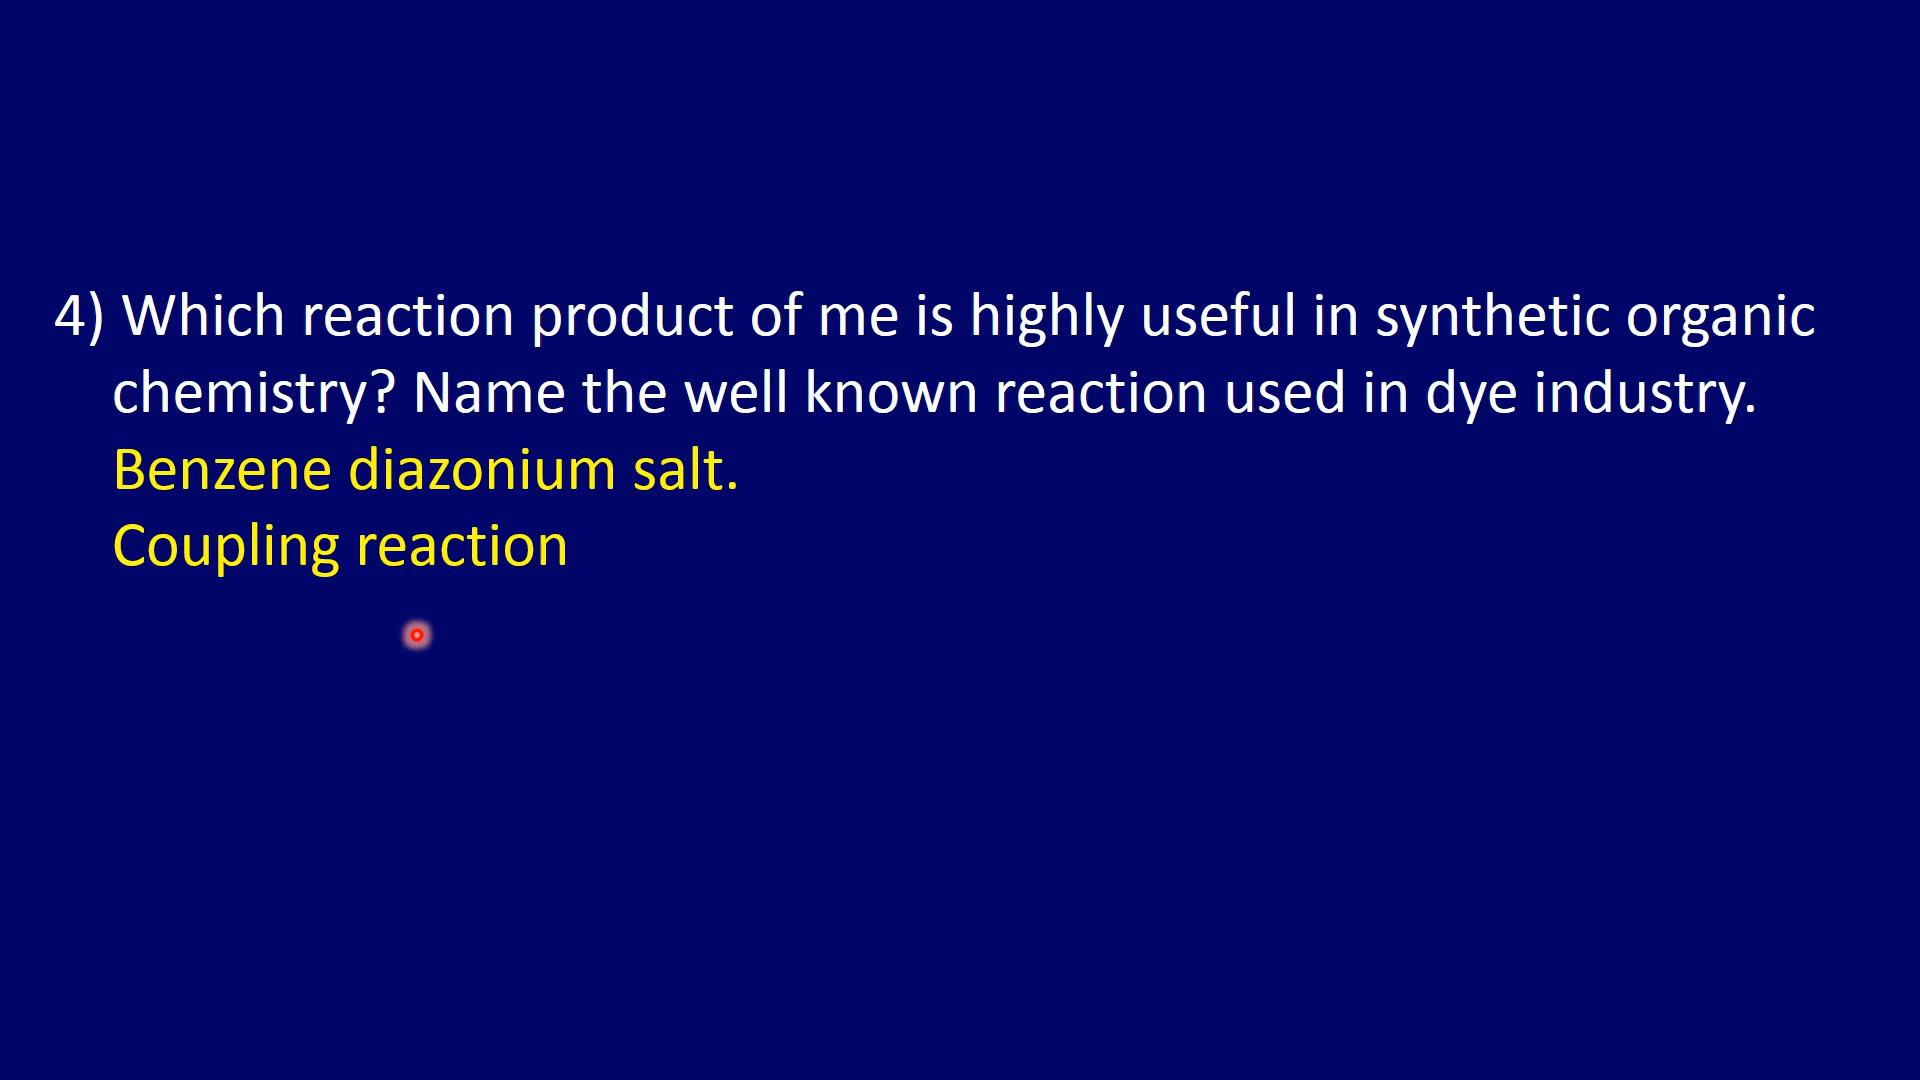 4) Which reaction product of me is highly useful in synthetic organic
chemistry? Name the well known reaction used in dye industry.
Benzene diazonium salt.
Coupling reaction